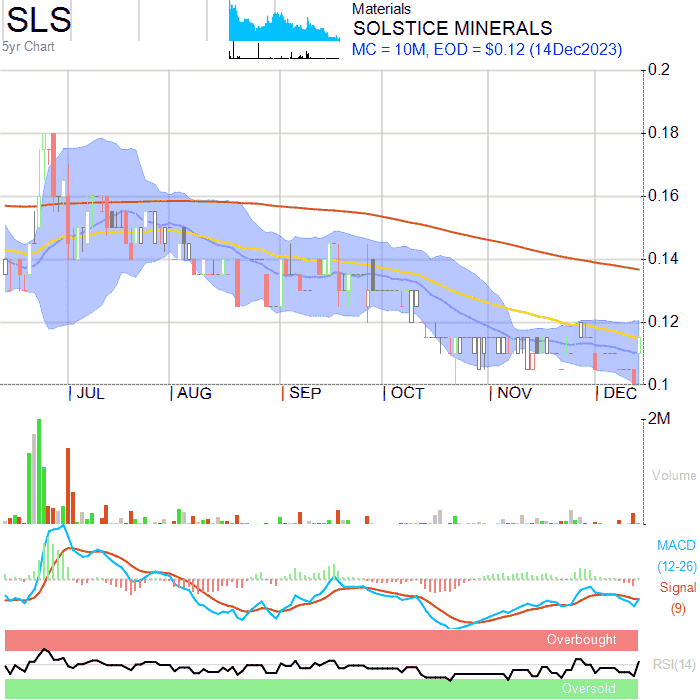 SLS
5yr Chart
Materials
SOLSTICE MINERALS
MC = 10M, EOD = $0.12 (14Dec2023)
0.2
0.18
0.16
0.14
0.12
0.1
JUL AUG SEP OCT NOV DEC
2M
Volume
MACD
(12-26)
Signal
(9)
Overbought
RSI(14)
Oversold